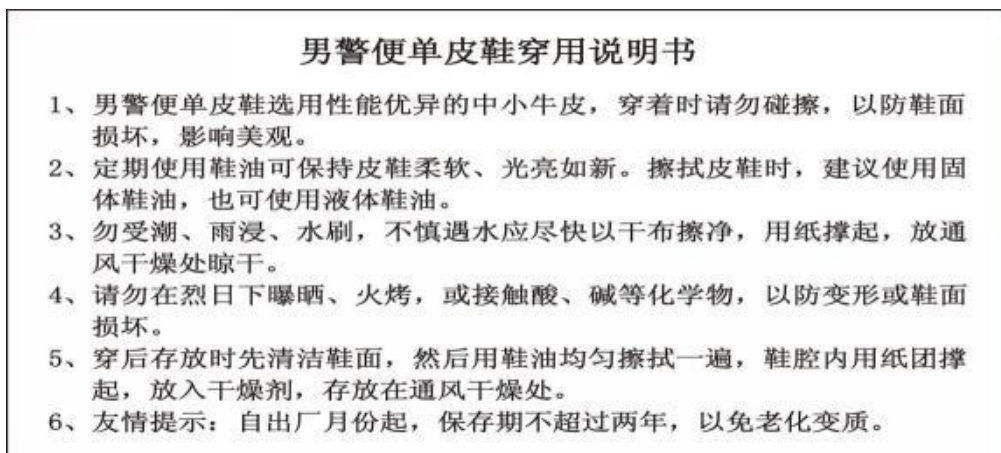 男警便单皮鞋穿用说明书
1、男警便单皮鞋选用性能优异的中小牛皮，穿着时请勿碰擦，以防鞋面
损坏，影响美观。
2、定期使用鞋油可保持皮鞋柔软、光亮如新。擦拭皮鞋时，建议使用固
体鞋油，也可使用液体鞋油。
3、勿受潮、雨浸、水刷，不慎遇水应尽快以干布擦净，用纸撑起，放通
风干燥处晾干。
4、请勿在烈日下曝晒、火烤，或接触酸、碱等化学物，以防变形或鞋面
损坏。
5、穿后存放时先清洁鞋面，然后用鞋油均匀擦拭一遍，鞋腔内用纸团撑
起，放入干燥剂，存放在通风干燥处。
6、友情提示：自出厂月份起，保存期不超过两年，以免老化变质。